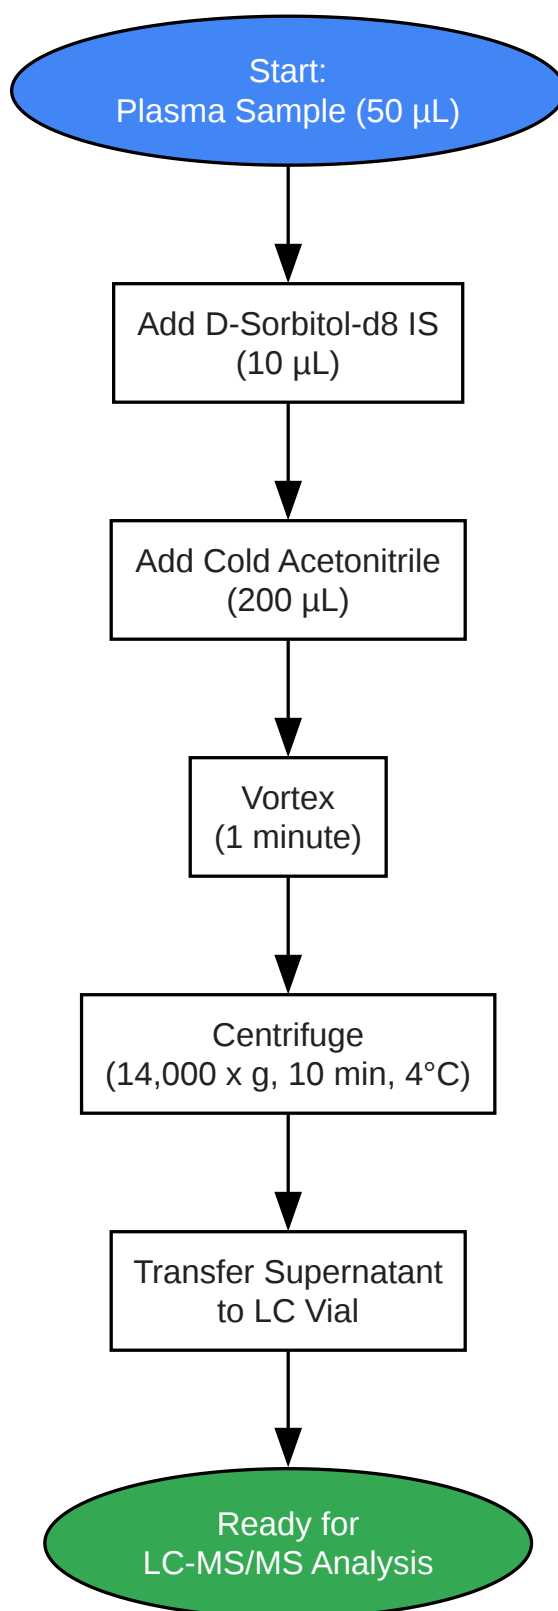 Start:
Plasma Sample (50 µL)
Add D-Sorbitol-d8 IS
(10 µL)
Add Cold Acetonitrile
(200 µL)
Vortex
(1 minute)
Centrifuge
(14,000 x g, 10 min, 4°C)
Transfer Supernatant
to LC Vial
Ready for
LC-MS/MS Analysis